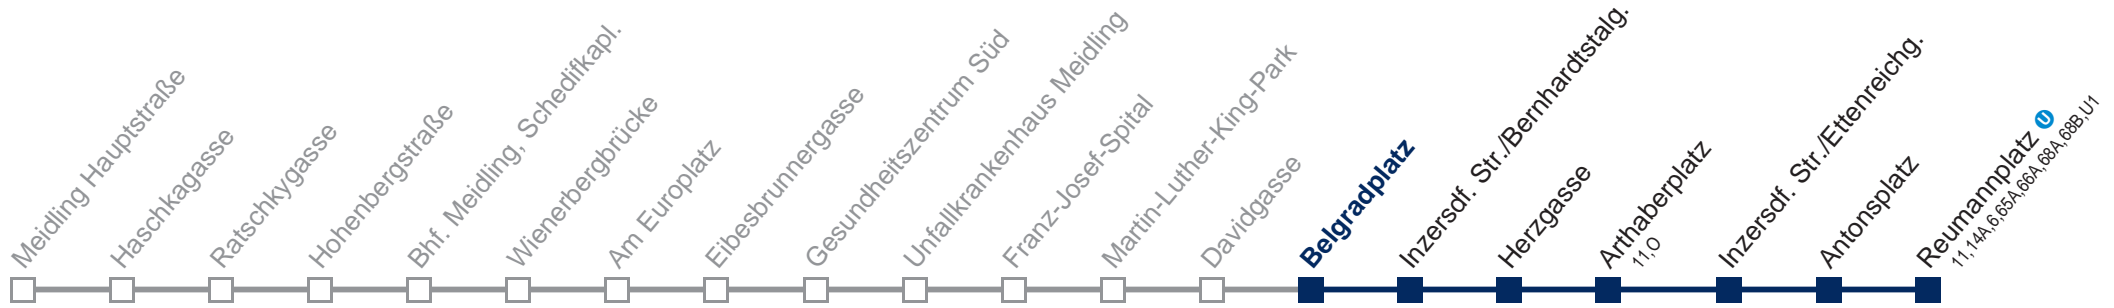 Meidling Hauptstraße
Haschkagasse
Ratschkygasse
Hohenbergstraße
Bhf. Meidling, Schedifkapl.
Wienerbergbrücke
Am Europlatz
Eibesbrunnergasse
Gesundheitszentrum Süd
Unfallkrankenhaus Meidling
Franz-Josef-Spital
Martin-Luther-King-Park
Davidgasse
Belgradplatz
Inzersdf. Str./Bernhardtstalg.
Herzgasse
Arthaberplatz
11,O
Inzersdf. Str./Ettenreichg.
Antonsplatz
Reumannplatz U
11,14A,6,65A,66A,68A,68B,U1